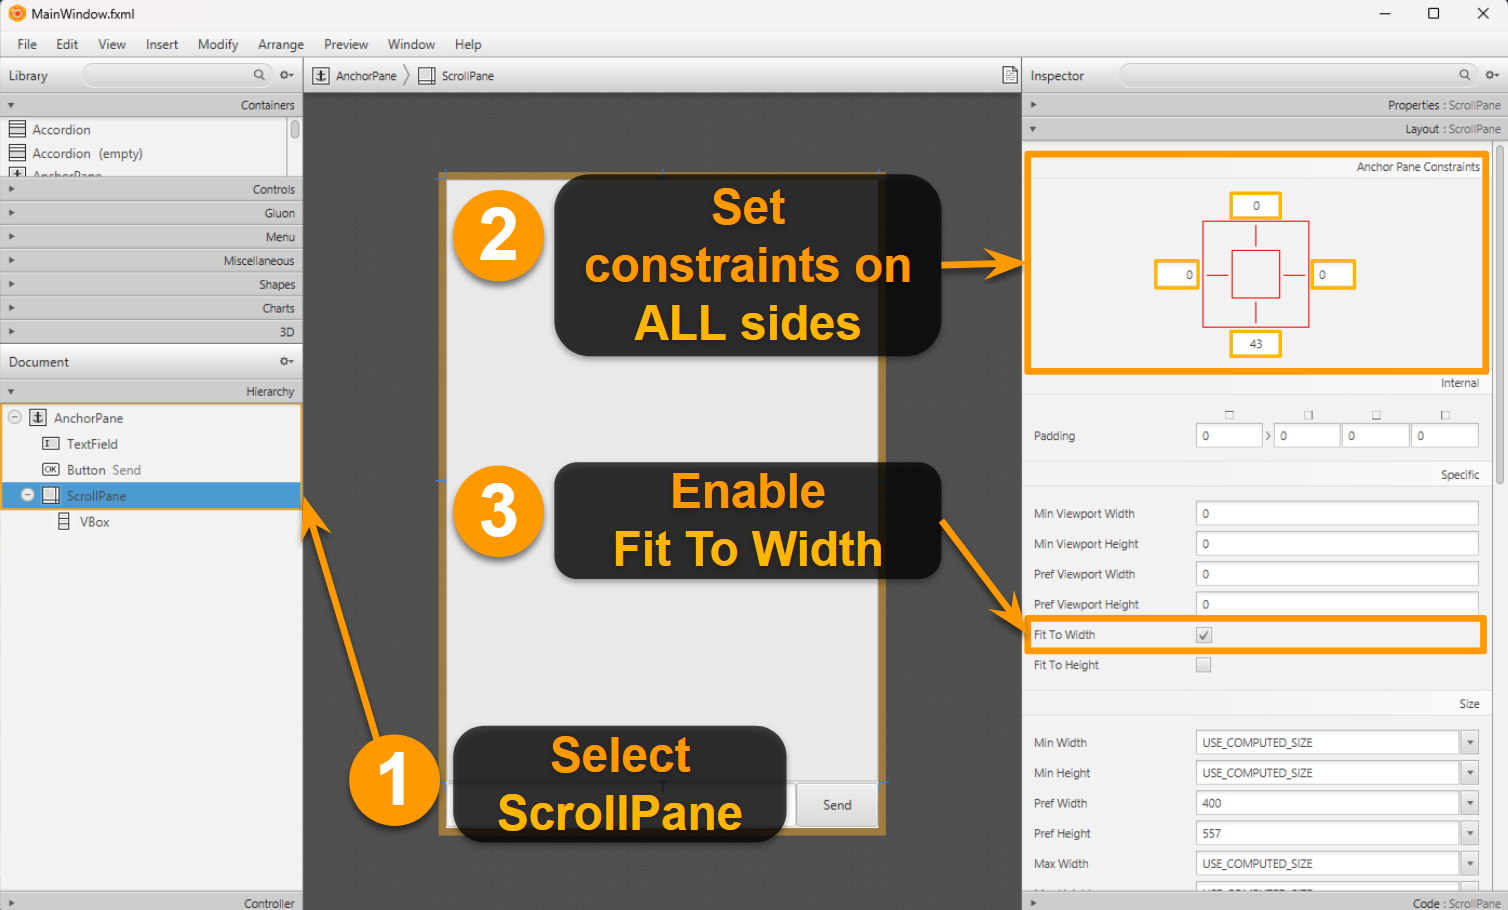 MainWindow.fxml
File Edit View Insert Modify Arrange Preview Window Help
Library
AnchorPane ScrollPane
Inspector
Containers
Accordion
Accordion (empty)
AnchorPane
Controls
Gluon
Menu
Miscellaneous
Shapes
Charts
3D
Document
Hierarchy
AnchorPane
TextField
OK Button Send
ScrollPane
VBox
Controller
1
Select
ScrollPane
2
Set
constraints on
ALL sides
3
Enable
Fit To Width
Send
Properties : ScrollPane
Layout : ScrollPane
Anchor Pane Constraints
0
0 0
43
Internal
Padding 0 0 0 0
Specific
Min Viewport Width 0
Min Viewport Height 0
Pref Viewport Width 0
Pref Viewport Height 0
Fit To Width
Fit To Height
Size
Min Width USE_COMPUTED_SIZE
Min Height USE_COMPUTED_SIZE
Pref Width 400
Pref Height 557
Max Width USE_COMPUTED_SIZE
Code : ScrollPane